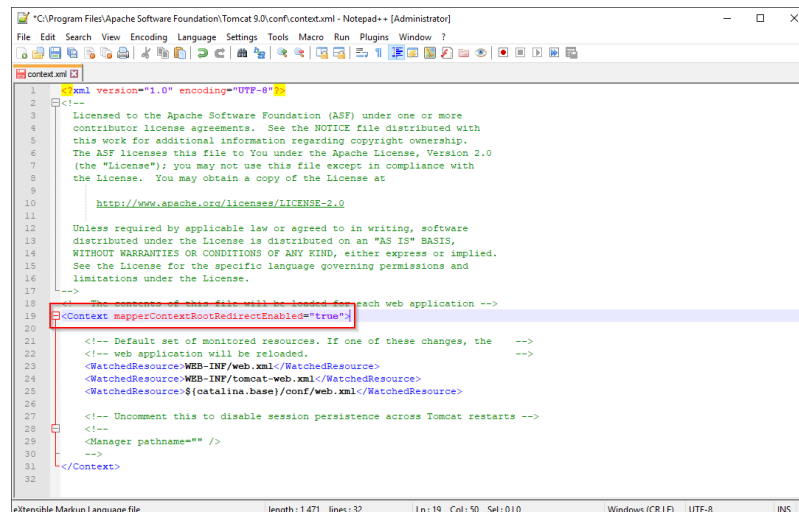 *C:\Program Files\Apache Software Foundation\Tomcat 9.0\conf\context.xml - Notepad++ [Administrator]
File Edit Search View Encoding Language Settings Tools Macro Run Plugins Window ?
context.xml
1 <?xml version="1.0" encoding="UTF-8"?>
2 <!--
3 Licensed to the Apache Software Foundation (ASF) under one or more
4 contributor license agreements. See the NOTICE file distributed with
5 this work for additional information regarding copyright ownership.
6 The ASF licenses this file to You under the Apache License, Version 2.0
7 (the "License"); you may not use this file except in compliance with
8 the License. You may obtain a copy of the License at
9
10 http://www.apache.org/licenses/LICENSE-2.0
11
12 Unless required by applicable law or agreed to in writing, software
13 distributed under the License is distributed on an "AS IS" BASIS,
14 WITHOUT WARRANTIES OR CONDITIONS OF ANY KIND, either express or implied.
15 See the License for the specific language governing permissions and
16 limitations under the License.
17 -->
18 <!-- The contents of this file will be loaded for each web application -->
19 <Context mapperContextRootRedirectEnabled="true">
20
21 <!-- Default set of monitored resources. If one of these changes, the -->
22 <!-- web application will be reloaded. -->
23 <WatchedResource>WEB-INF/web.xml</WatchedResource>
24 <WatchedResource>WEB-INF/tomcat-web.xml</WatchedResource>
25 <WatchedResource>${catalina.base}/conf/web.xml</WatchedResource>
26
27 <!-- Uncomment this to disable session persistence across Tomcat restarts -->
28 <!--
29 <Manager pathname="" />
30 -->
31 </Context>
32
eXtensible Markup Language file length : 1,471 lines : 32 Ln : 19 Col : 50 Sel : 0 | 0 Windows (CR LF) UTF-8 INS